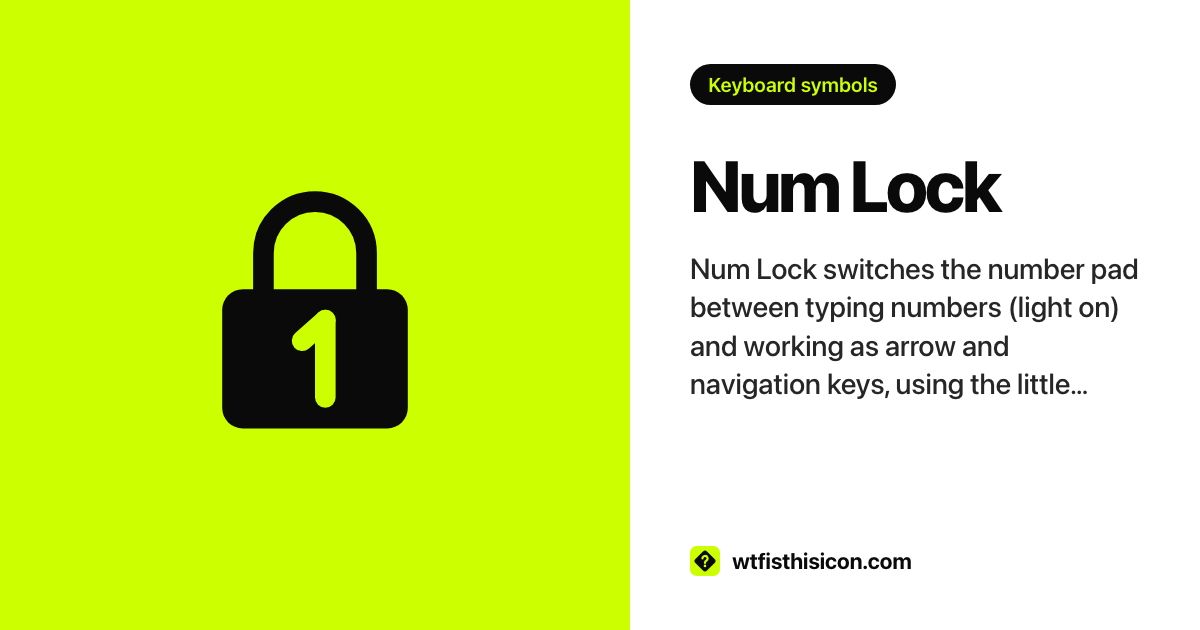 1
Keyboard symbols
Num Lock
Num Lock switches the number pad
between typing numbers (light on)
and working as arrow and
navigation keys, using the little...
?
wtfisthisicon.com